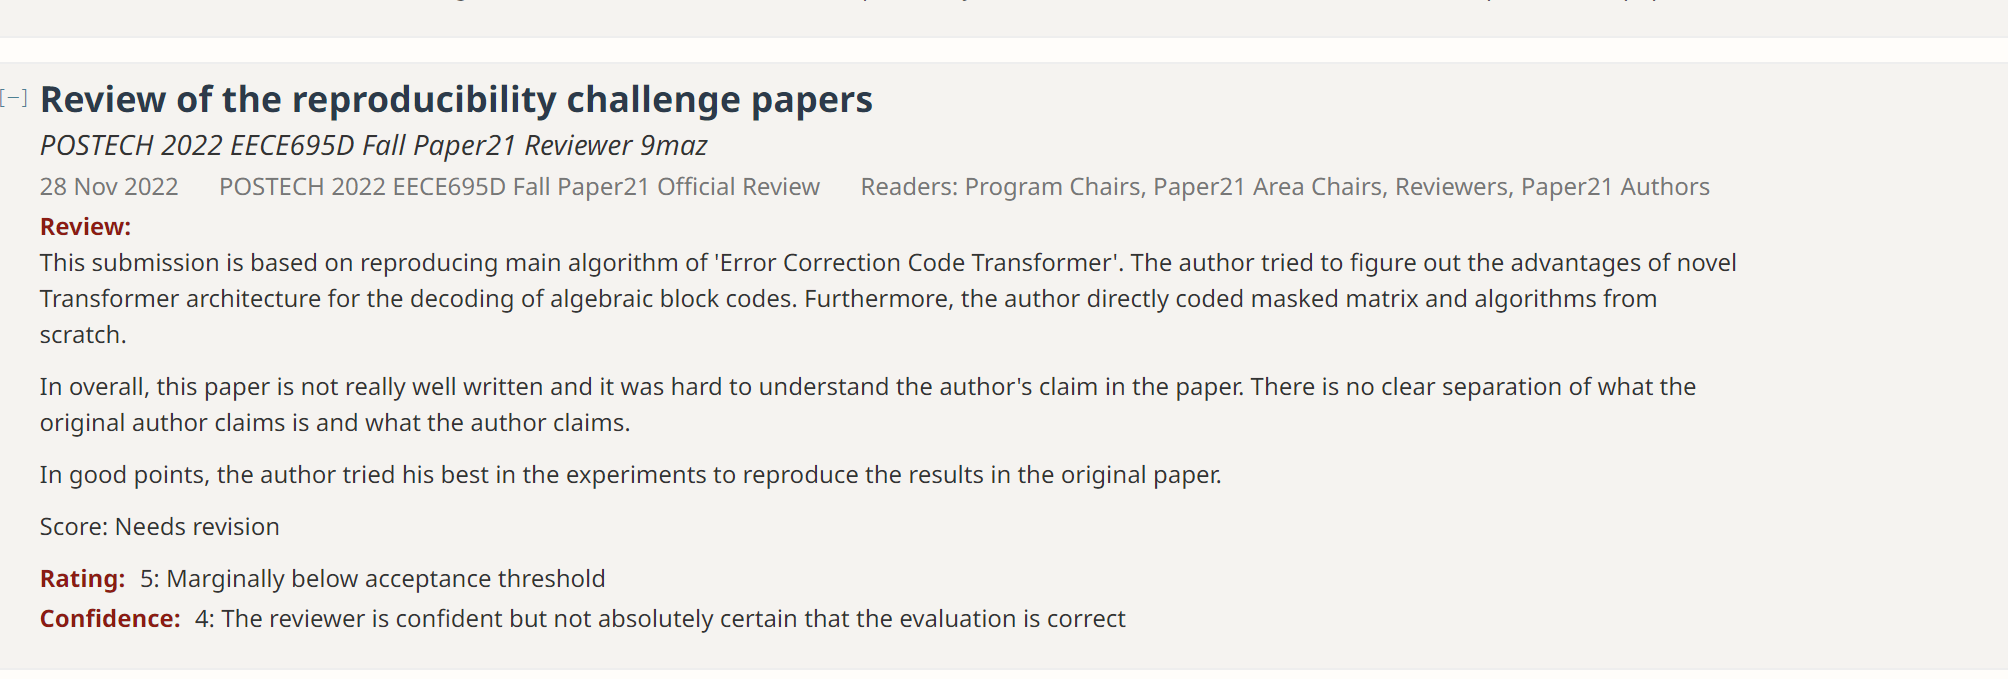 [–] Review of the reproducibility challenge papers
POSTECH 2022 EECE695D Fall Paper21 Reviewer 9maz
28 Nov 2022 POSTECH 2022 EECE695D Fall Paper21 Official Review Readers: Program Chairs, Paper21 Area Chairs, Reviewers, Paper21 Authors
Review:
This submission is based on reproducing main algorithm of 'Error Correction Code Transformer'. The author tried to figure out the advantages of novel
Transformer architecture for the decoding of algebraic block codes. Furthermore, the author directly coded masked matrix and algorithms from
scratch.
In overall, this paper is not really well written and it was hard to understand the author's claim in the paper. There is no clear separation of what the
original author claims is and what the author claims.
In good points, the author tried his best in the experiments to reproduce the results in the original paper.
Score: Needs revision
Rating: 5: Marginally below acceptance threshold
Confidence: 4: The reviewer is confident but not absolutely certain that the evaluation is correct